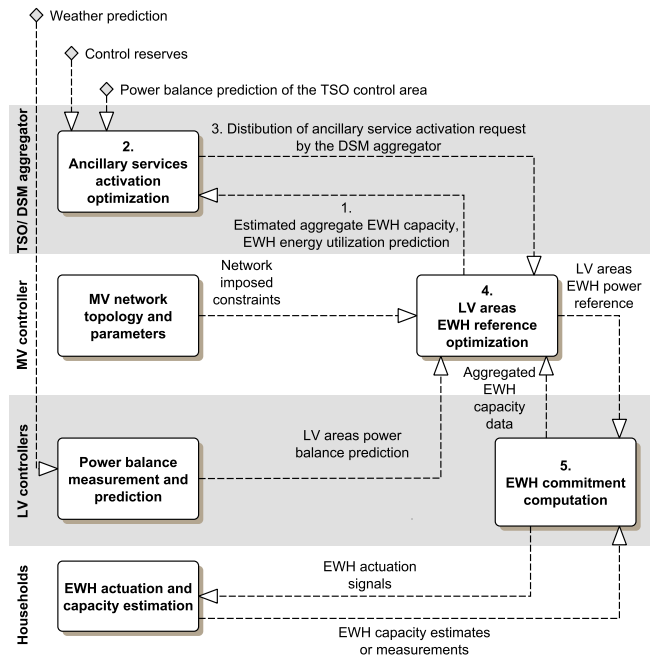 Weather prediction
Control reserves
Power balance prediction of the TSO control area
TSO/ DSM aggregator
2.
Ancillary services
activation
optimization
3. Distibution of ancillary service activation request
by the DSM aggregator
1.
Estimated aggregate EWH capacity,
EWH energy utilization prediction
MV controller
MV network
topology and
parameters
Network
imposed
constraints
4.
LV areas
EWH reference
optimization
LV areas
EWH power
reference
Aggregated
EWH
capacity
data
LV controllers
Power balance
measurement and
prediction
LV areas power
balance prediction
5.
EWH commitment
computation
Households
EWH actuation and
capacity estimation
EWH actuation
signals
EWH capacity estimates
or measurements